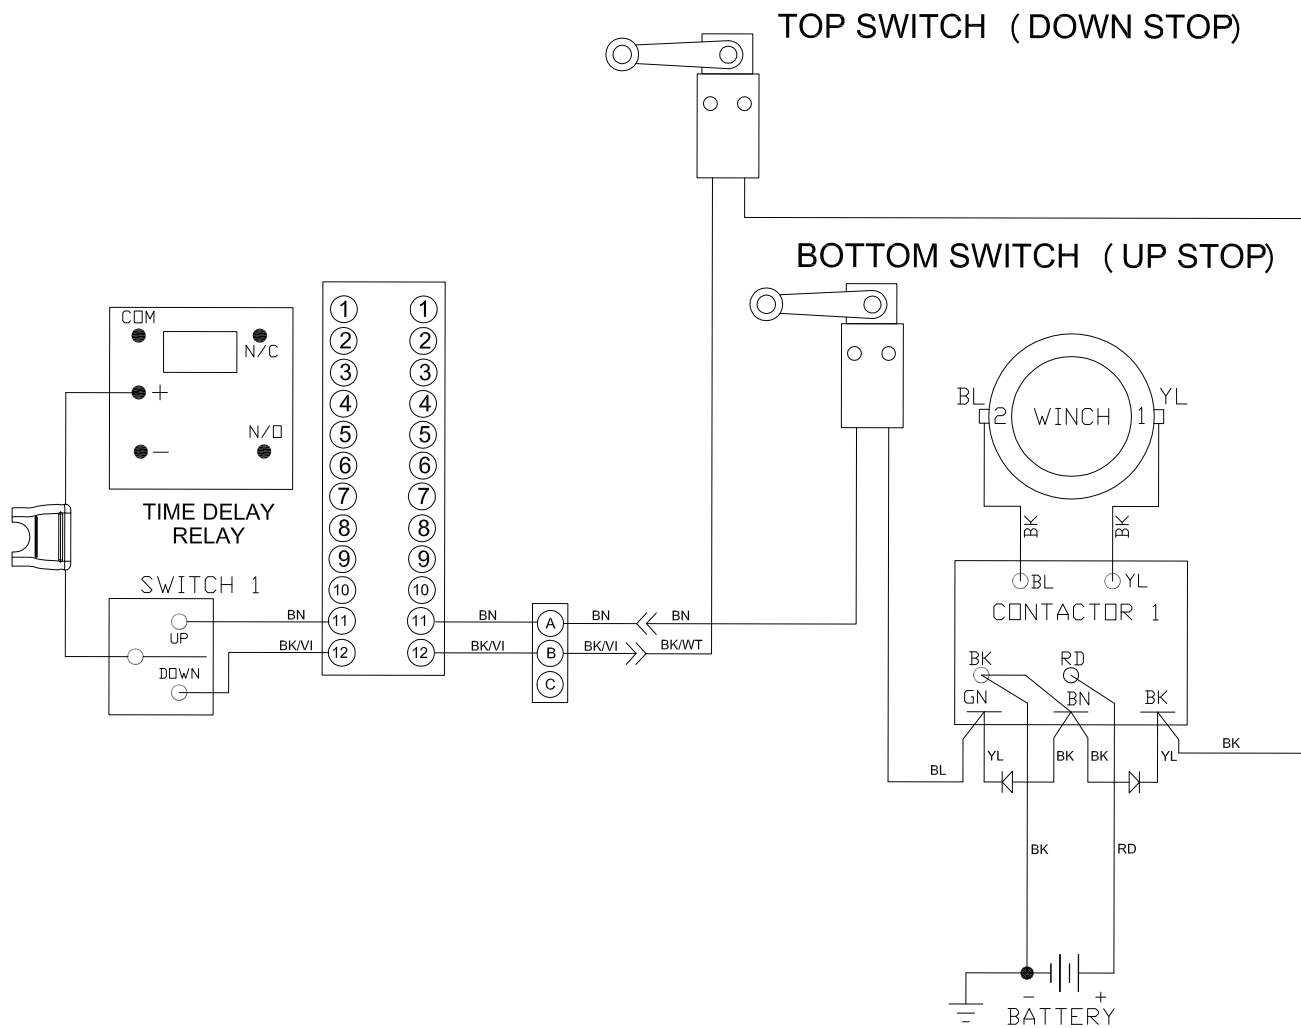 TOP SWITCH ( DOWN STOP)
BOTTOM SWITCH ( UP STOP)
COM
N/C
+
N/O
−
TIME DELAY
RELAY
SWITCH 1
UP
DOWN
BN
BK/VI
1 1
2 2
3 3
4 4
5 5
6 6
7 7
8 8
9 9
10 10
11 11
12 12
BN
BK/VI
A
B
C
BN
BN
BK/VI
BK/WT
BL
YL
2 WINCH 1
BK
BK
BL
YL
CONTACTOR 1
BK
RD
GN
BN
BK
BL
YL
BK
BK
YL
BK
BK
RD
− +
BATTERY